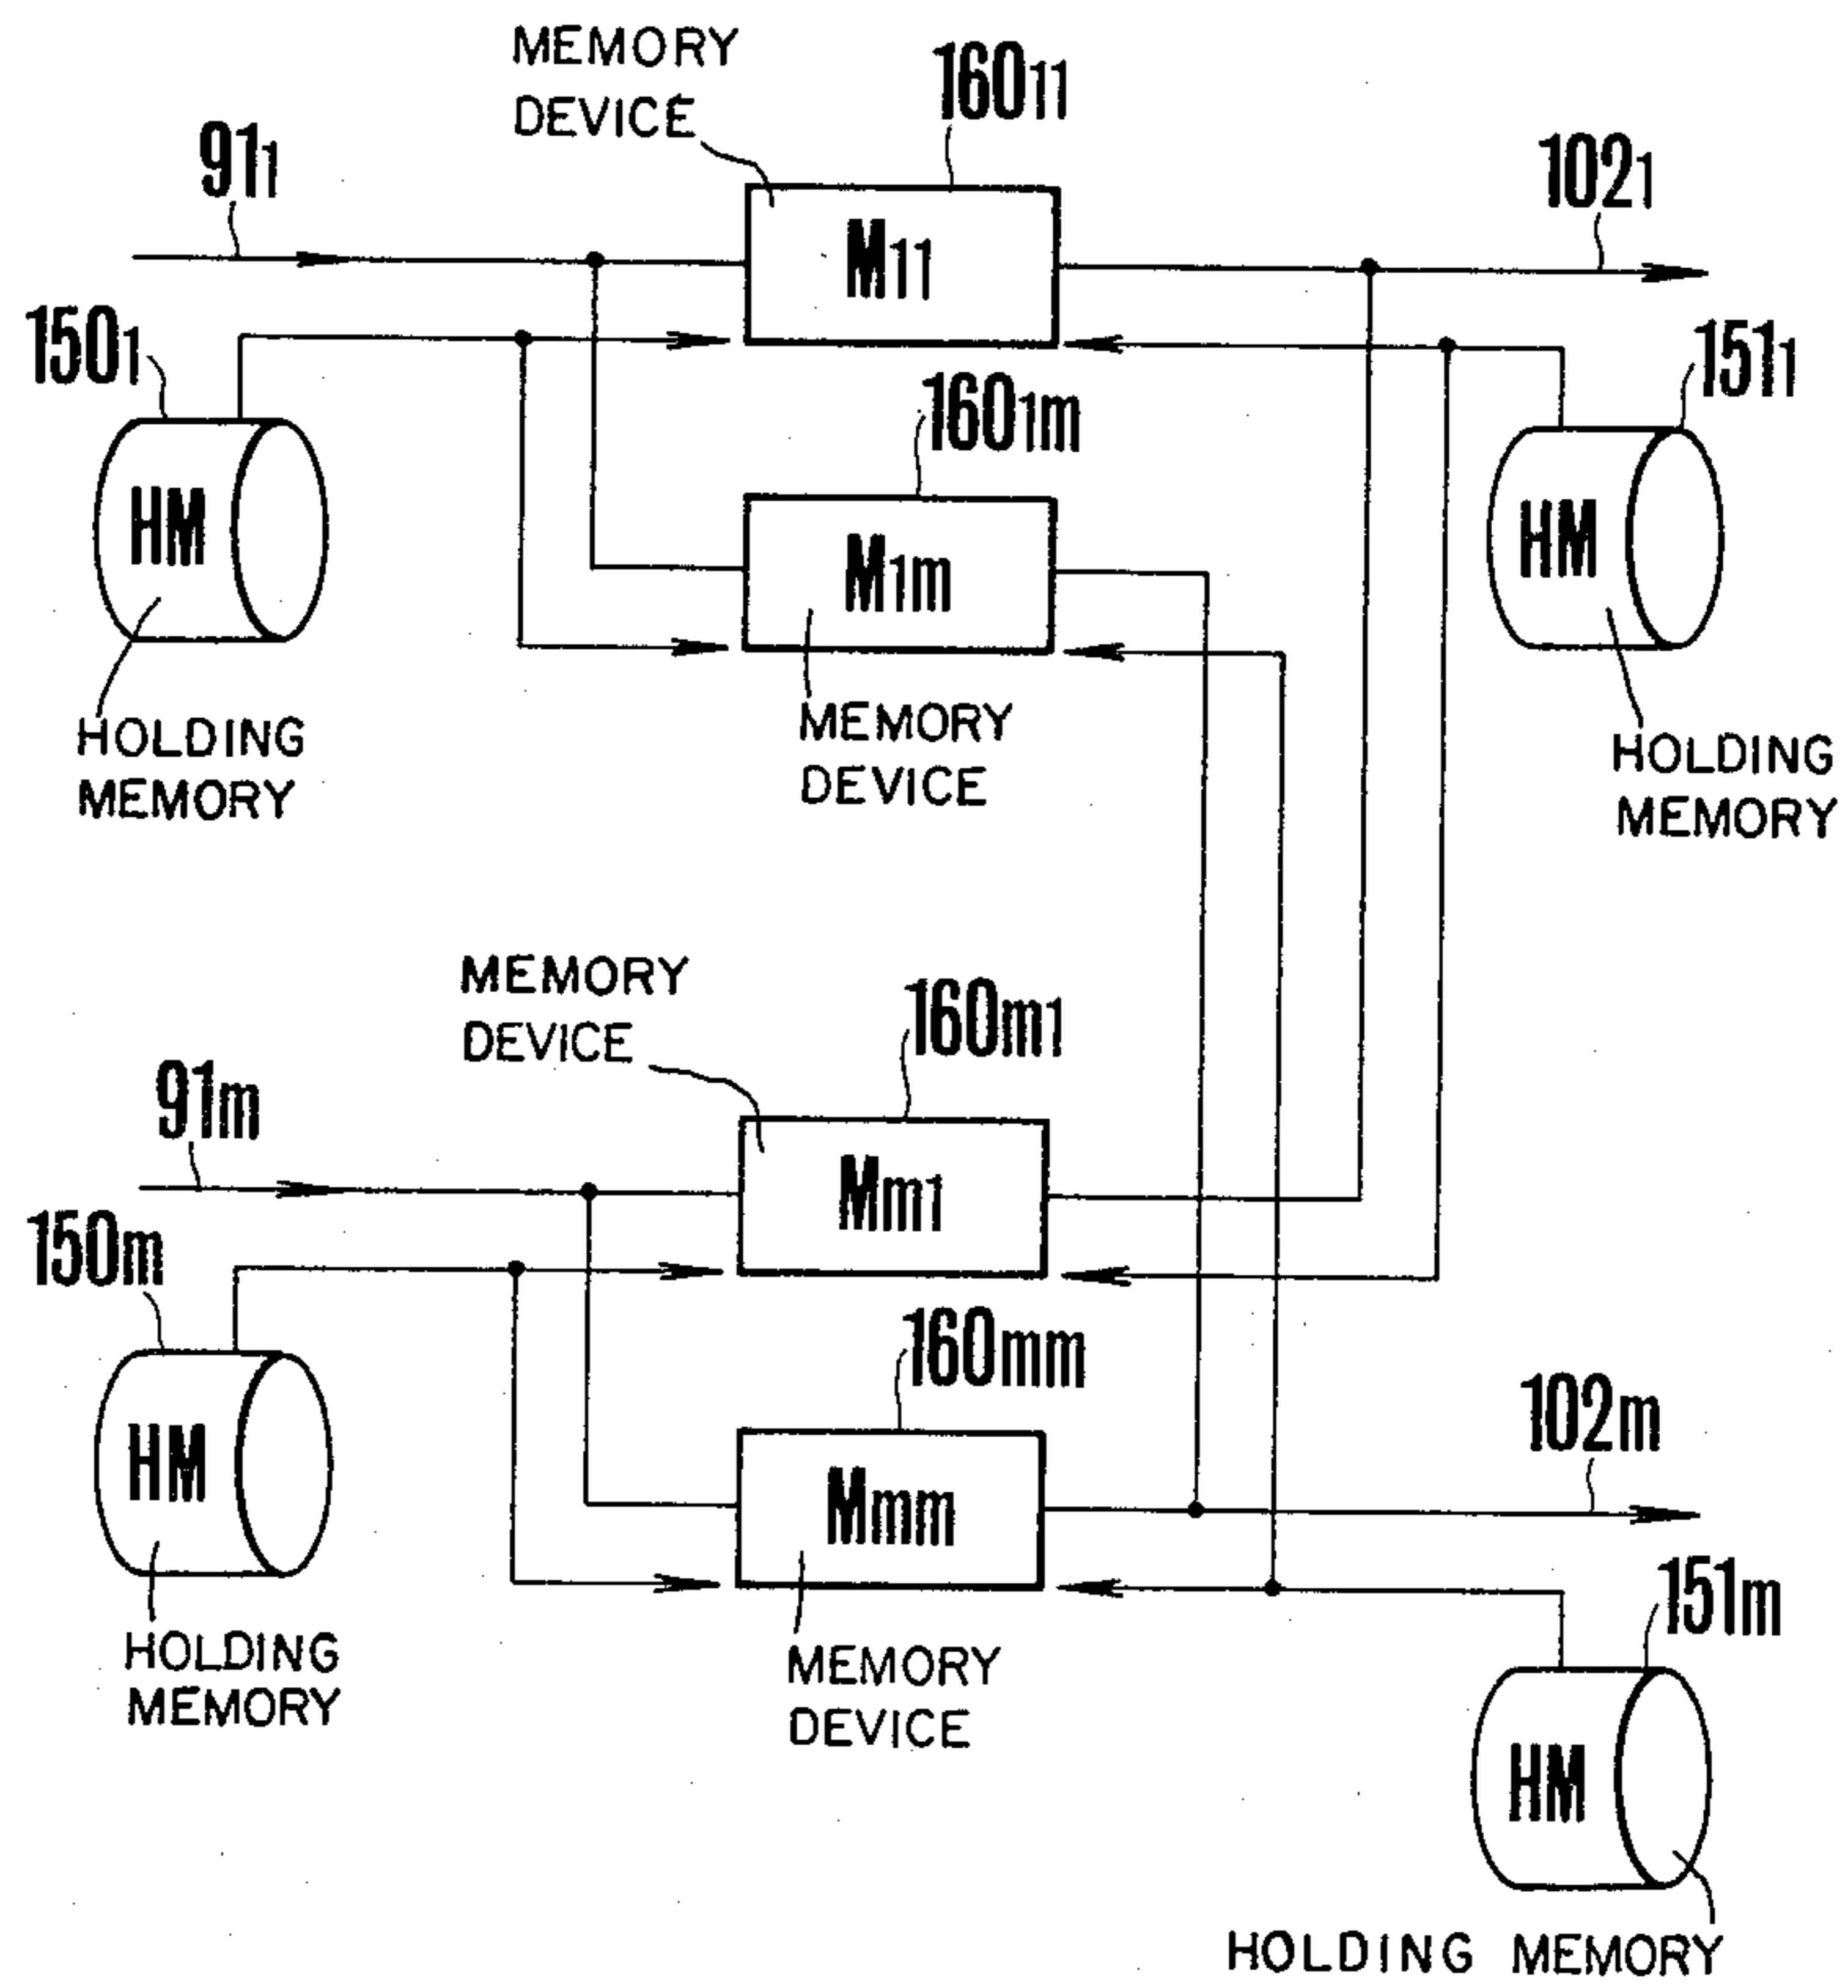 MEMORY
DEVICE
160₁₁
91₁
102₁
M₁₁
150₁
151₁
160₁ₘ
HM
HM
M₁ₘ
HOLDING
MEMORY
MEMORY
DEVICE
HOLDING
MEMORY
MEMORY
DEVICE
160ₘ₁
91ₘ
Mₘ₁
150ₘ
160ₘₘ
102ₘ
HM
Mₘₘ
151ₘ
HOLDING
MEMORY
MEMORY
DEVICE
HM
HOLDING MEMORY